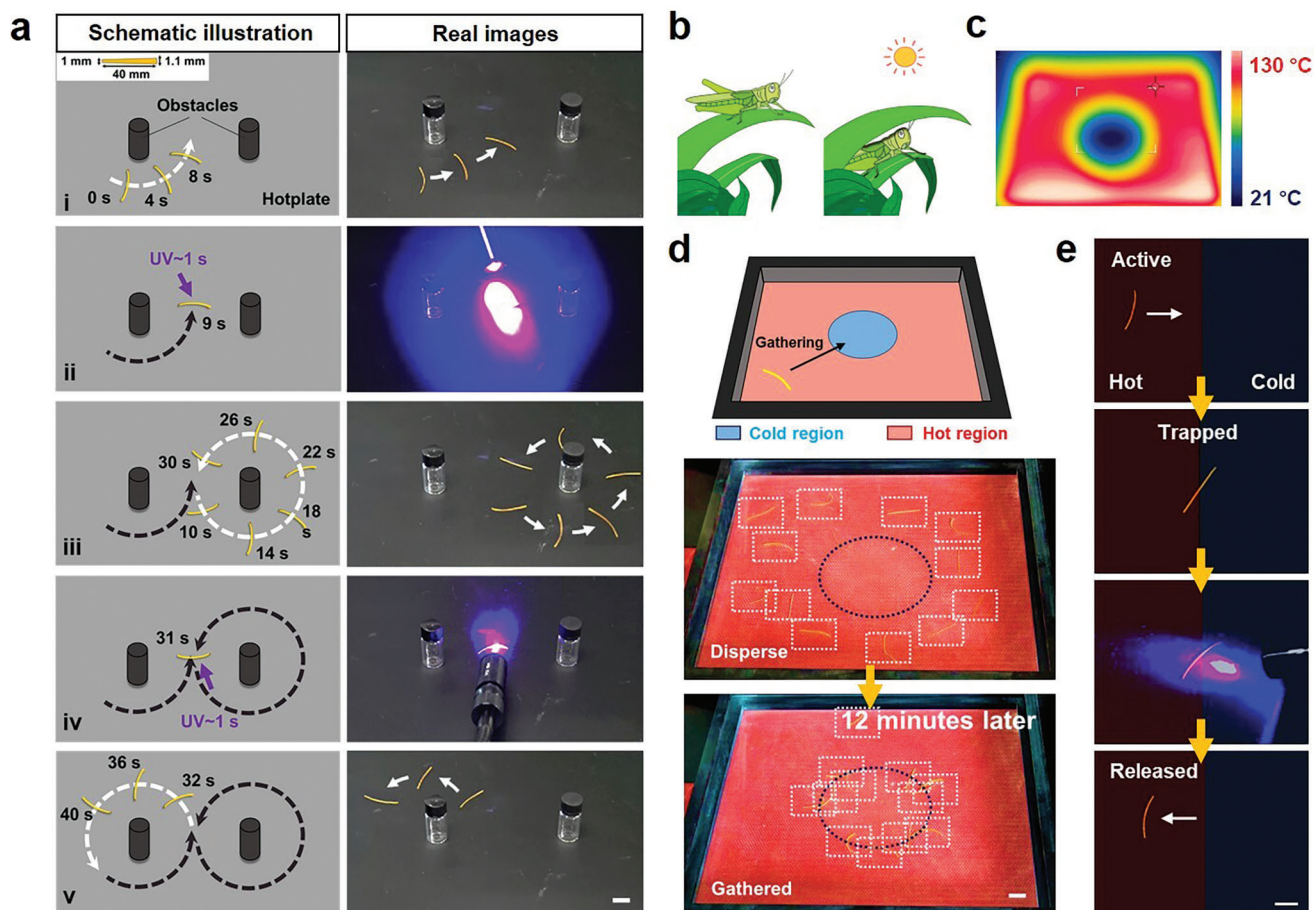 a
Schematic illustration
Real images
1 mm
1.1 mm
40 mm
Obstacles
8 s
0 s
4 s
Hotplate
i
UV~1 s
9 s
ii
26 s
30 s
22 s
18
s
10 s
14 s
iii
31 s
UV~1 s
iv
36 s
32 s
40 s
v
b
c
130 °C
21 °C
d
Gathering
Cold region
Hot region
Disperse
12 minutes later
Gathered
e
Active
Hot
Cold
Trapped
Released